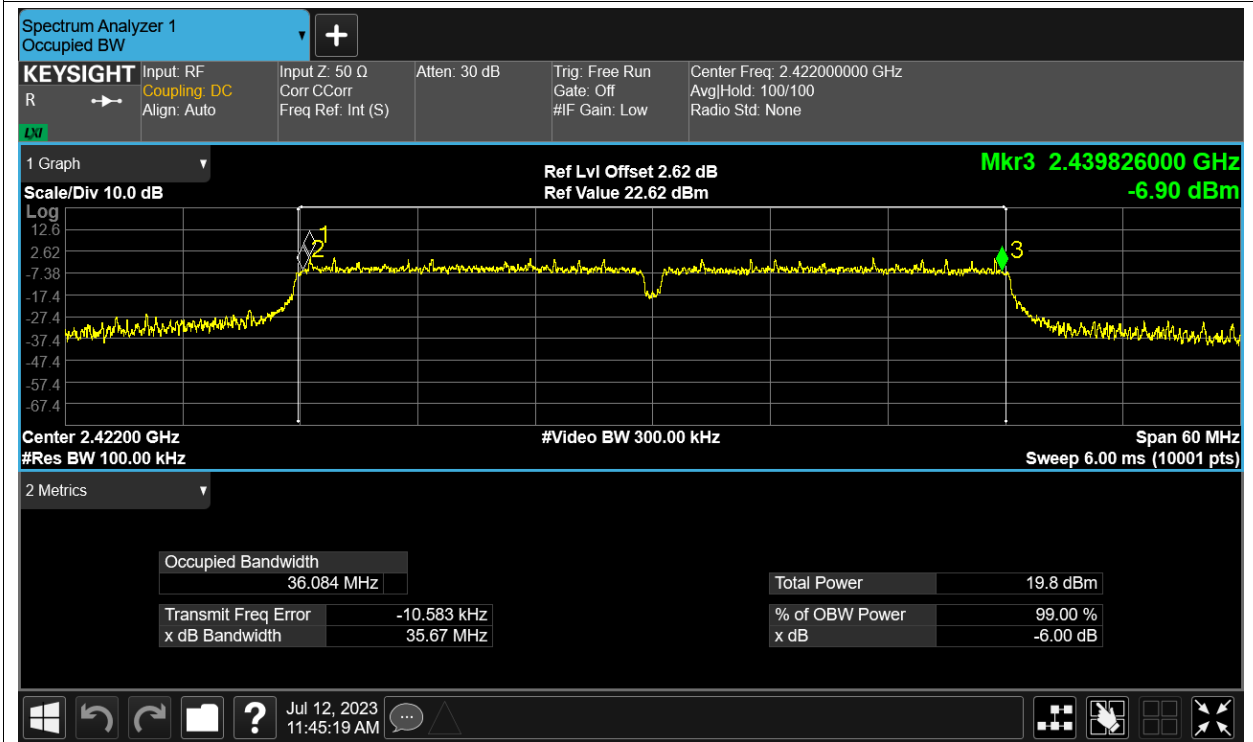 Spectrum Analyzer 1
Occupied BW
KEYSIGHT
R
LXI
Input: RF
Coupling: DC
Align: Auto
Input Z: 50 Ω
Corr CCorr
Freq Ref: Int (S)
Atten: 30 dB
Trig: Free Run
Gate: Off
#IF Gain: Low
Center Freq: 2.422000000 GHz
Avg|Hold: 100/100
Radio Std: None
1 Graph
Scale/Div 10.0 dB
Ref Lvl Offset 2.62 dB
Ref Value 22.62 dBm
Mkr3 2.439826000 GHz
-6.90 dBm
Log
12.6
2.62
-7.38
-17.4
-27.4
-37.4
-47.4
-57.4
-67.4
1
2
3
Center 2.42200 GHz
#Video BW 300.00 kHz
Span 60 MHz
#Res BW 100.00 kHz
Sweep 6.00 ms (10001 pts)
2 Metrics
Occupied Bandwidth
36.084 MHz
Transmit Freq Error -10.583 kHz
x dB Bandwidth 35.67 MHz
Total Power 19.8 dBm
% of OBW Power 99.00 %
x dB -6.00 dB
?
Jul 12, 2023
11:45:19 AM